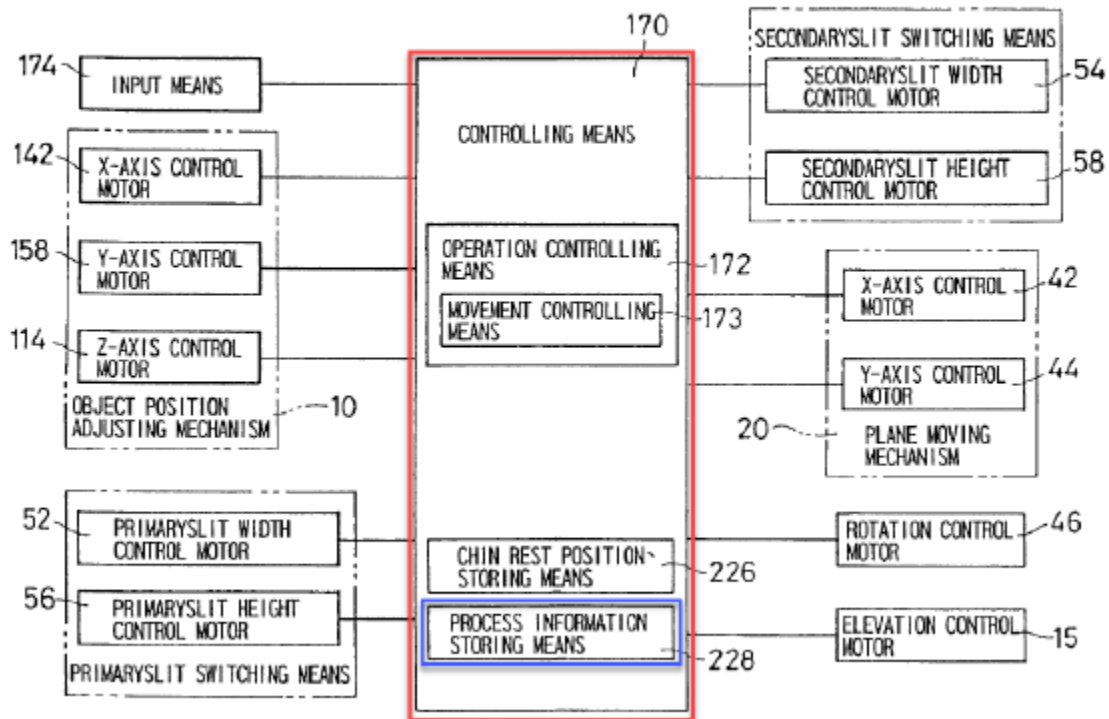 170
SECONDARYSLIT SWITCHING MEANS
174
INPUT MEANS
SECONDARYSLIT WIDTH
CONTROL MOTOR
54
142
X-AXIS CONTROL
MOTOR
CONTROLLING MEANS
SECONDARYSLIT HEIGHT
CONTROL MOTOR
58
158
Y-AXIS CONTROL
MOTOR
OPERATION CONTROLLING
MEANS
172
MOVEMENT CONTROLLING
MEANS
173
X-AXIS CONTROL
MOTOR
42
114
Z-AXIS CONTROL
MOTOR
Y-AXIS CONTROL
MOTOR
44
OBJECT POSITION
ADJUSTING MECHANISM
10
20
PLANE MOVING
MECHANISM
52
PRIMARYSLIT WIDTH
CONTROL MOTOR
CHIN REST POSITION
STORING MEANS
226
ROTATION CONTROL
MOTOR
46
56
PRIMARYSLIT HEIGHT
CONTROL MOTOR
PROCESS INFORMATION
STORING MEANS
228
ELEVATION CONTROL
MOTOR
15
PRIMARYSLIT SWITCHING MEANS